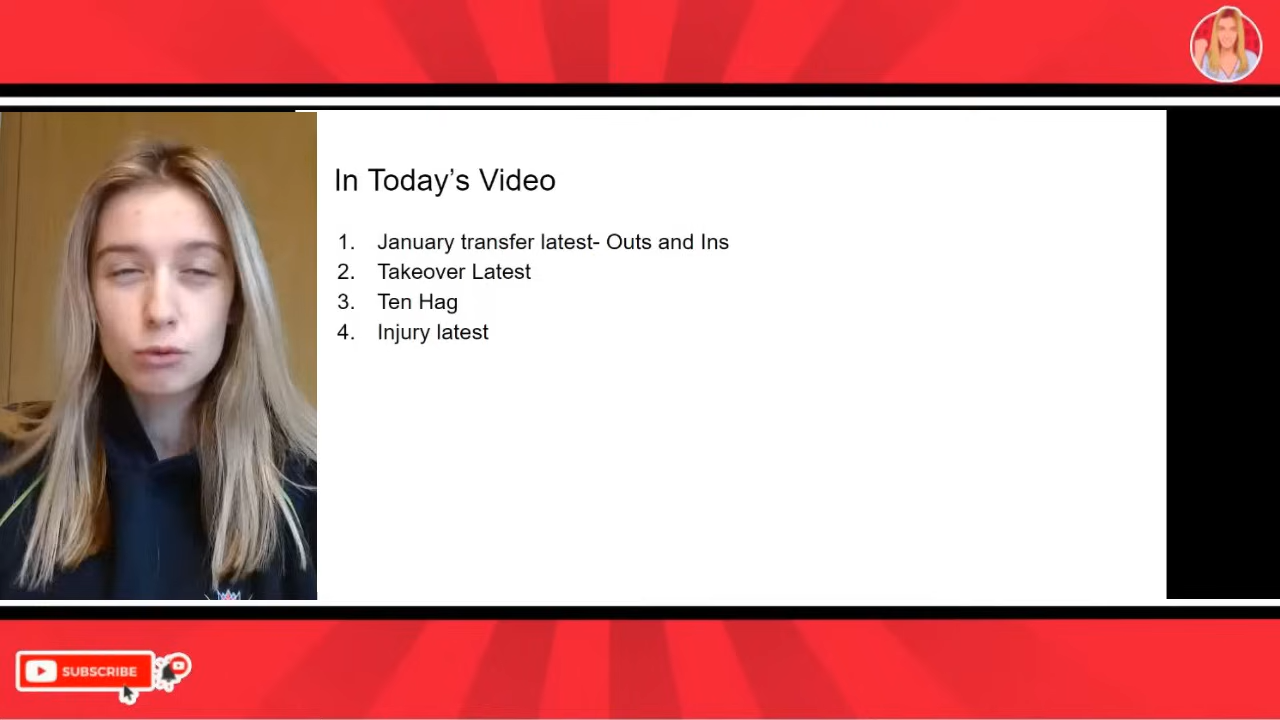 In Today’s Video
1. January transfer latest- Outs and Ins
2. Takeover Latest
3. Ten Hag
4. Injury latest
SUBSCRIBE